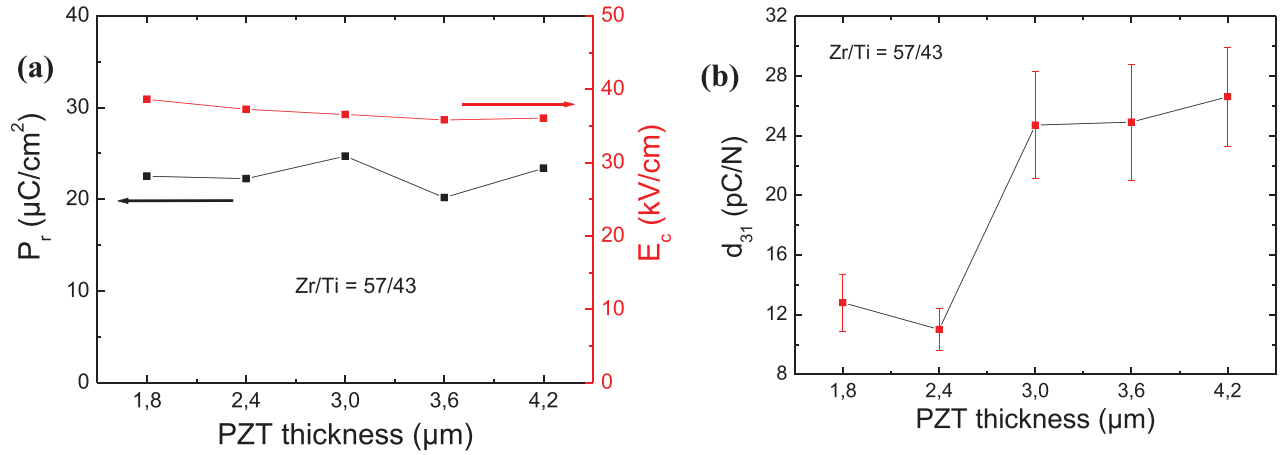 (a)
40
30
20
10
0
P_r (µC/cm²)
50
40
30
20
10
0
E_c (kV/cm)
Zr/Ti = 57/43
1,8 2,4 3,0 3,6 4,2
PZT thickness (µm)
(b)
32
28
24
20
16
12
8
d_31 (pC/N)
Zr/Ti = 57/43
1,8 2,4 3,0 3,6 4,2
PZT thickness (µm)